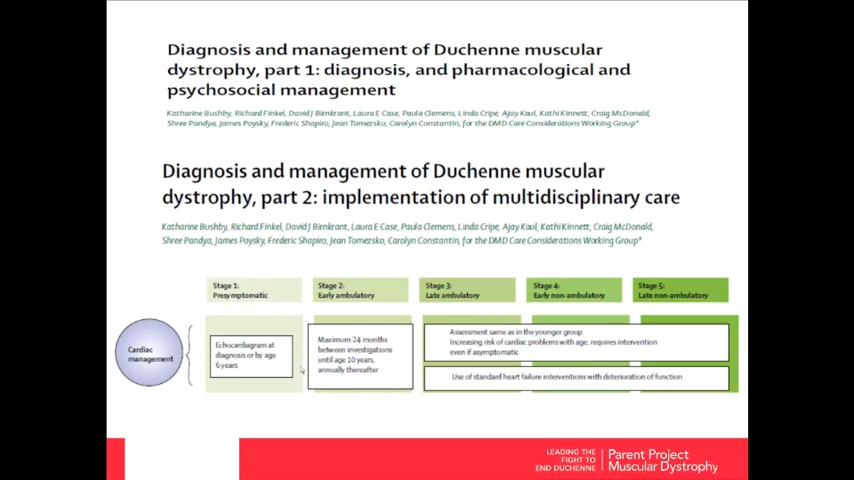 Diagnosis and management of Duchenne muscular
dystrophy, part 1: diagnosis, and pharmacological and
psychosocial management
Katharine Bushby, Richard Finkel, David J Birnkrant, Laura E Case, Paula Clemens, Linda Cripe, Ajay Kaul, Kathi Kinnett, Craig McDonald,
Shree Pandya, James Poysky, Frederic Shapiro, Jean Tomezsko, Carolyn Constantin, for the DMD Care Considerations Working Group*
Diagnosis and management of Duchenne muscular
dystrophy, part 2: implementation of multidisciplinary care
Katharine Bushby, Richard Finkel, David J Birnkrant, Laura E Case, Paula Clemens, Linda Cripe, Ajay Kaul, Kathi Kinnett, Craig McDonald,
Shree Pandya, James Poysky, Frederic Shapiro, Jean Tomezsko, Carolyn Constantin, for the DMD Care Considerations Working Group*
Stage 1:
Presymptomatic
Stage 2:
Early ambulatory
Stage 3:
Late ambulatory
Stage 4:
Early non-ambulatory
Stage 5:
Late non-ambulatory
Cardiac
management
Echocardiagram at
diagnosis or by age
6 years
Maximum 24 months
between investigations
until age 10 years,
annually thereafter
Assessment same as in the younger group
Increasing risk of cardiac problems with age; requires intervention
even if asymptomatic
Use of standard heart failure interventions with deterioration of function
LEADING THE
FIGHT TO
END DUCHENNE
Parent Project
Muscular Dystrophy